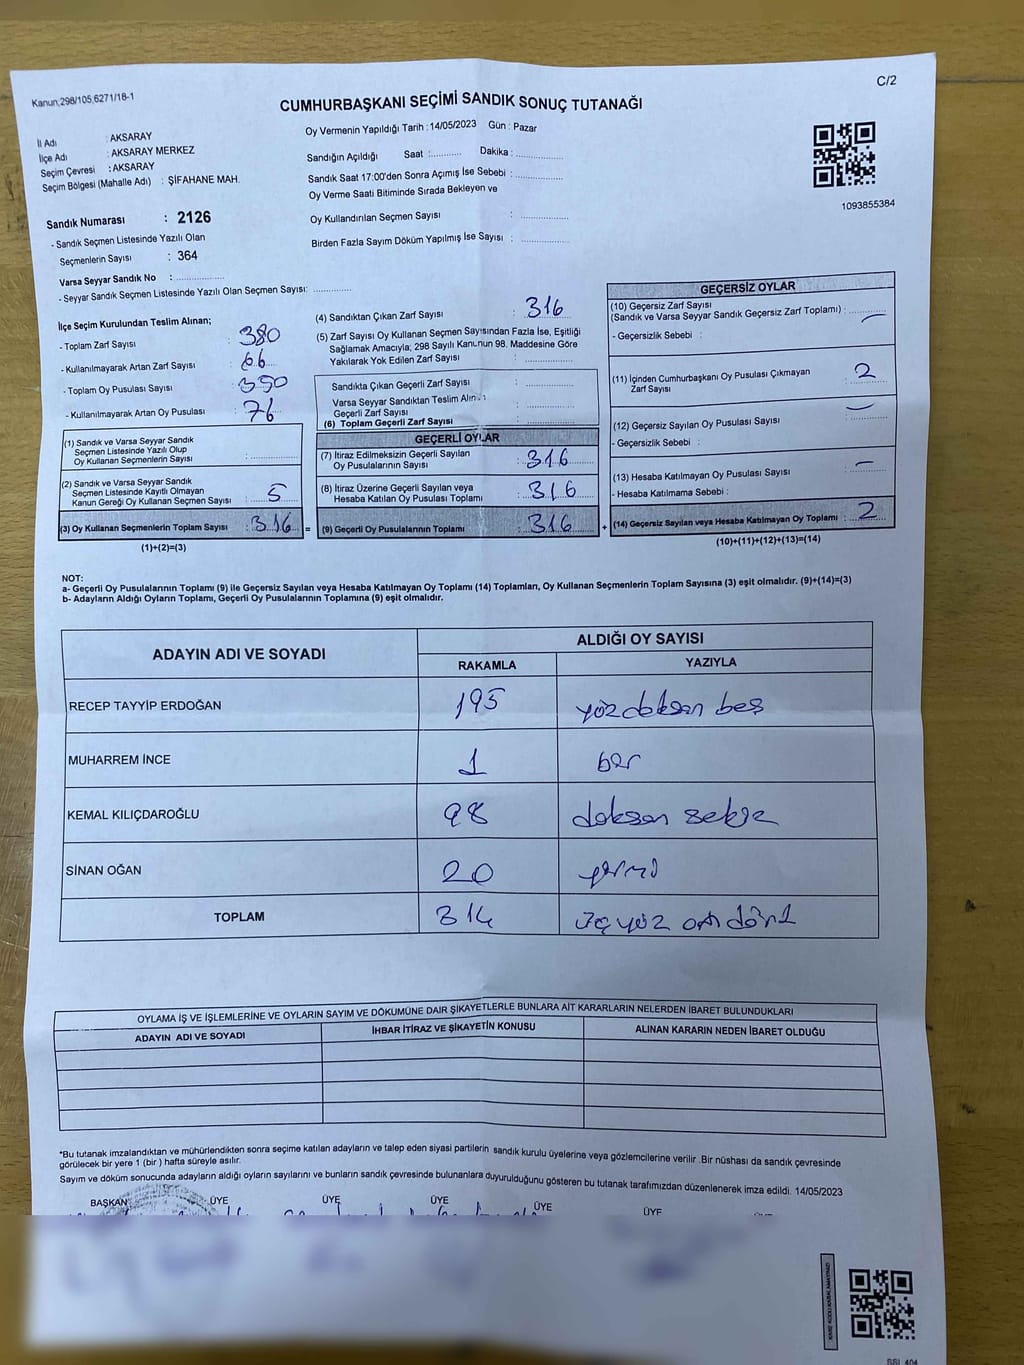 C/2
Kanun;298/105,6271/18-1
CUMHURBAŞKANI SEÇİMİ SANDIK SONUÇ TUTANAĞI
İl Adı : AKSARAY
İlçe Adı : AKSARAY MERKEZ
Seçim Çevresi : AKSARAY
Seçim Bölgesi (Mahalle Adı) : ŞİFAHANE MAH.
Oy Vermenin Yapıldığı Tarih : 14/05/2023 Gün : Pazar
Sandığın Açıldığı Saat :.......... Dakika :..............
Sandık Saat 17:00'den Sonra Açımış İse Sebebi :..............
Oy Verme Saati Bitiminde Sırada Bekleyen ve
Oy Kullandırılan Seçmen Sayısı : ..............
Birden Fazla Sayım Döküm Yapılmış İse Sayısı : ..............
1093855384
Sandık Numarası : 2126
- Sandık Seçmen Listesinde Yazılı Olan
Seçmenlerin Sayısı : 364
Varsa Seyyar Sandık No : ..............
- Seyyar Sandık Seçmen Listesinde Yazılı Olan Seçmen Sayısı: ............
İlçe Seçim Kurulundan Teslim Alınan;
- Toplam Zarf Sayısı : 380
- Kullanılmayarak Artan Zarf Sayısı : 66
- Toplam Oy Pusulası Sayısı :
- Kullanılmayarak Artan Oy Pusulası : 76
(1) Sandık ve Varsa Seyyar Sandık
Seçmen Listesinde Yazılı Olup
Oy Kullanan Seçmenlerin Sayısı : ..............
(2) Sandık ve Varsa Seyyar Sandık
Seçmen Listesinde Kayıtlı Olmayan
Kanun Gereği Oy Kullanan Seçmen Sayısı : 5
(3) Oy Kullanan Seçmenlerin Toplam Sayısı : 316 =
(1)+(2)=(3)
(4) Sandıktan Çıkan Zarf Sayısı : 316
(5) Zarf Sayısı Oy Kullanan Seçmen Sayısından Fazla İse, Eşitliği
Sağlamak Amacıyla; 298 Sayılı Kanunun 98. Maddesine Göre
Yakılarak Yok Edilen Zarf Sayısı : ..............
Sandıkta Çıkan Geçerli Zarf Sayısı : ..............
Varsa Seyyar Sandıktan Teslim Alınan
Geçerli Zarf Sayısı : ..............
(6) Toplam Geçerli Zarf Sayısı : ..............
GEÇERLİ OYLAR
(7) İtiraz Edilmeksizin Geçerli Sayılan
Oy Pusulalarının Sayısı : 316
(8) İtiraz Üzerine Geçerli Sayılan veya
Hesaba Katılan Oy Pusulası Toplamı : 316
(9) Geçerli Oy Pusulalarının Toplamı : 316 +
GEÇERSİZ OYLAR
(10) Geçersiz Zarf Sayısı
(Sandık ve Varsa Seyyar Sandık Geçersiz Zarf Toplamı) : —
- Geçersizlik Sebebi :
(11) İçinden Cumhurbaşkanı Oy Pusulası Çıkmayan
Zarf Sayısı : 2
(12) Geçersiz Sayılan Oy Pusulası Sayısı : —
- Geçersizlik Sebebi :
(13) Hesaba Katılmayan Oy Pusulası Sayısı : —
- Hesaba Katılmama Sebebi :
(14) Geçersiz Sayılan veya Hesaba Katılmayan Oy Toplamı : 2
(10)+(11)+(12)+(13)=(14)
NOT:
a- Geçerli Oy Pusulalarının Toplamı (9) ile Geçersiz Sayılan veya Hesaba Katılmayan Oy Toplamı (14) Toplamları, Oy Kullanan Seçmenlerin Toplam Sayısına (3) eşit olmalıdır. (9)+(14)=(3)
b- Adayların Aldığı Oyların Toplamı, Geçerli Oy Pusulalarının Toplamına (9) eşit olmalıdır.
ADAYIN ADI VE SOYADI ALDIĞI OY SAYISI
RAKAMLA YAZIYLA
RECEP TAYYİP ERDOĞAN 195 yüzdoksan beş
MUHARREM İNCE 1 bir
KEMAL KILIÇDAROĞLU 98 doksan sekiz
SİNAN OĞAN 20 yirmi
TOPLAM 314 üçyüz on dört
OYLAMA İŞ VE İŞLEMLERİNE VE OYLARIN SAYIM VE DÖKÜMÜNE DAİR ŞİKAYETLERLE BUNLARA AİT KARARLARIN NELERDEN İBARET BULUNDUKLARI
ADAYIN ADI VE SOYADI İHBAR İTİRAZ VE ŞİKAYETİN KONUSU ALINAN KARARIN NEDEN İBARET OLDUĞU
*Bu tutanak imzalandıktan ve mühürlendikten sonra seçime katılan adayların ve talep eden siyasi partilerin sandık kurulu üyelerine veya gözlemcilerine verilir .Bir nüshası da sandık çevresinde
görülecek bir yere 1 (bir ) hafta süreyle asılır.
Sayım ve döküm sonucunda adayların aldığı oyların sayılarını ve bunların sandık çevresinde bulunanlara duyurulduğunu gösteren bu tutanak tarafımızdan düzenlenerek imza edildi. 14/05/2023
BAŞKAN ÜYE ÜYE ÜYE ÜYE ÜYE ÜYE